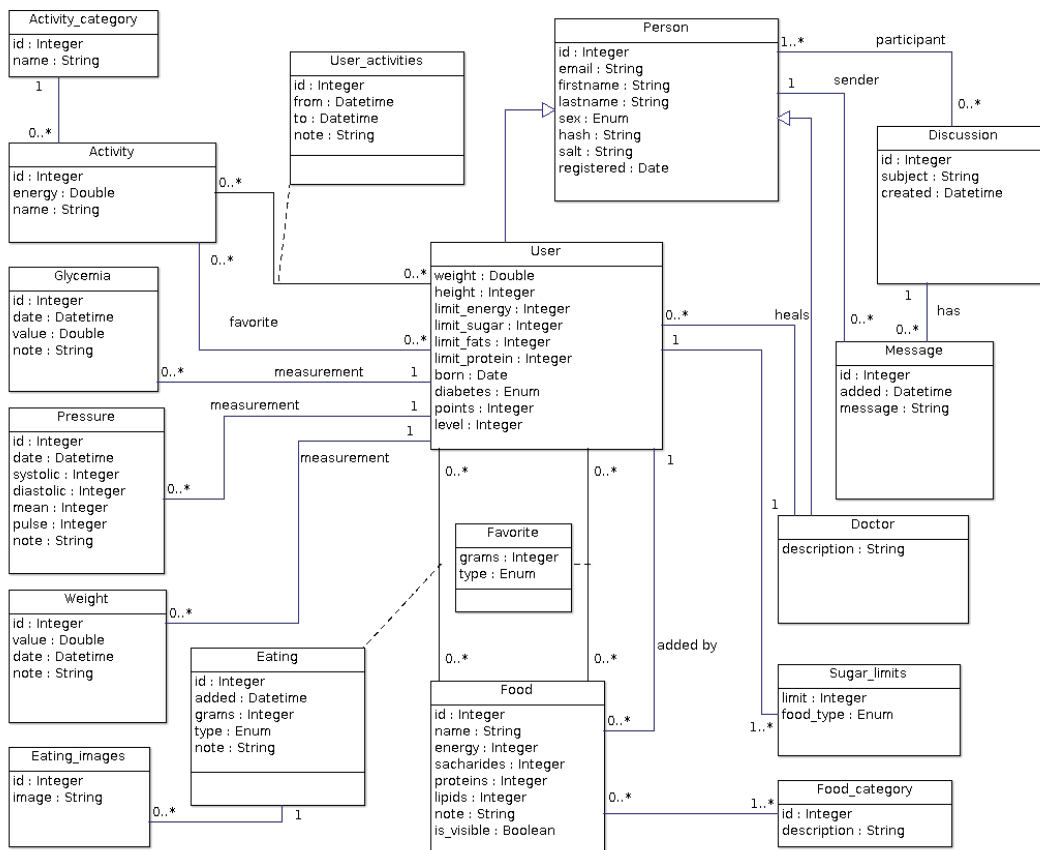 Activity_category
id : Integer
name : String
1
0..*
Activity
id : Integer
energy : Double
name : String
0..*
0..*
User_activities
id : Integer
from : Datetime
to : Datetime
note : String
Person
id : Integer
email : String
firstname : String
lastname : String
sex : Enum
hash : String
salt : String
registered : Date
1..*
participant
1
sender
0..*
Discussion
id : Integer
subject : String
created : Datetime
1
has
0..*
0..*
Message
id : Integer
added : Datetime
message : String
User
weight : Double
height : Integer
limit_energy : Integer
limit_sugar : Integer
limit_fats : Integer
limit_protein : Integer
born : Date
diabetes : Enum
points : Integer
level : Integer
0..*
favorite
0..*
0..*
heals
1
1
Glycemia
id : Integer
date : Datetime
value : Double
note : String
0..*
measurement
1
Pressure
id : Integer
date : Datetime
systolic : Integer
diastolic : Integer
mean : Integer
pulse : Integer
note : String
0..*
measurement
1
Weight
id : Integer
value : Double
date : Datetime
note : String
0..*
measurement
1
0..*
0..*
1
Favorite
grams : Integer
type : Enum
Doctor
description : String
Eating
id : Integer
added : Datetime
grams : Integer
type : Enum
note : String
0..*
0..*
added by
0..*
Food
id : Integer
name : String
energy : Integer
sacharides : Integer
proteins : Integer
lipids : Integer
note : String
is_visible : Boolean
Sugar_limits
limit : Integer
food_type : Enum
1..*
Eating_images
id : Integer
image : String
0..*
1
0..*
1..*
Food_category
id : Integer
description : String